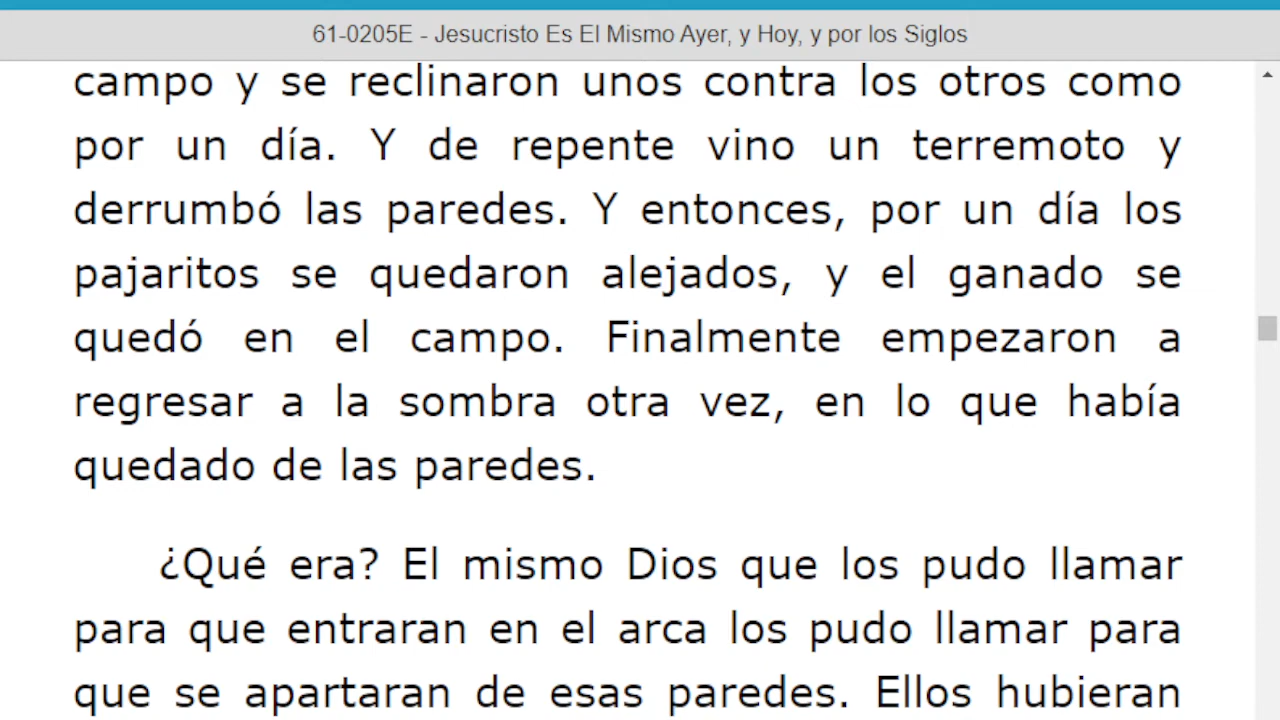 61-0205E - Jesucristo Es El Mismo Ayer, y Hoy, y por los Siglos
campo y se reclinaron unos contra los otros como
por un día. Y de repente vino un terremoto y
derrumbó las paredes. Y entonces, por un día los
pajaritos se quedaron alejados, y el ganado se
quedó en el campo. Finalmente empezaron a
regresar a la sombra otra vez, en lo que había
quedado de las paredes.
¿Qué era? El mismo Dios que los pudo llamar
para que entraran en el arca los pudo llamar para
que se apartaran de esas paredes. Ellos hubieran